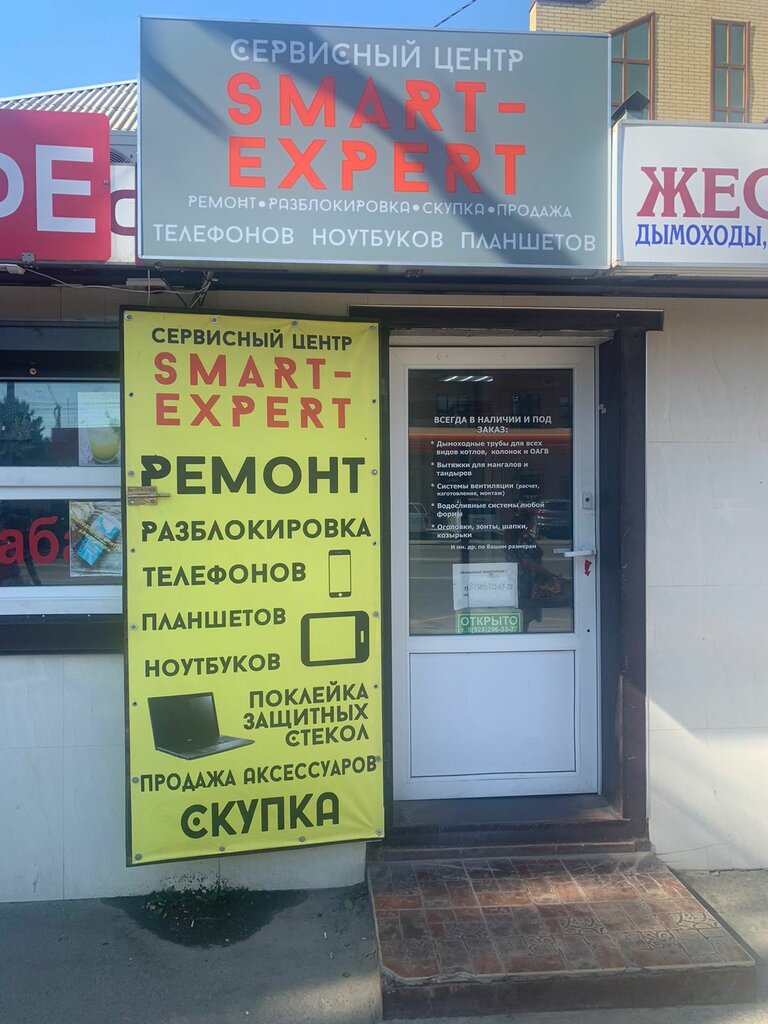 СЕРВИСНЫЙ ЦЕНТР
SMART-
EXPERT
РЕМОНТ•РАЗБЛОКИРОВКА•СКУПКА•ПРОДАЖА
ТЕЛЕФОНОВ НОУТБУКОВ ПЛАНШЕТОВ
ДЫМОХОДЫ,
СЕРВИСНЫЙ ЦЕНТР
SMART-
EXPERT
РЕМОНТ
РАЗБЛОКИРОВКА
ТЕЛЕФОНОВ
ПЛАНШЕТОВ
НОУТБУКОВ
ПОКЛЕЙКА
ЗАЩИТНЫХ
СТЕКОЛ
ПРОДАЖА АКСЕССУАРОВ
СКУПКА
ВСЕГДА В НАЛИЧИИ И ПОД
ЗАКАЗ:
* Дымоходные трубы для всех
видов котлов, колонок и ОАГВ
* Вытяжки для мангалов и
тандыров
* Системы вентиляции (расчет,
изготовление, монтаж)
* Водосливные системы любой
формы
* Оголовки, зонты, шапки,
козырьки
И мн. др. по Вашим размерам
ОТКРЫТО